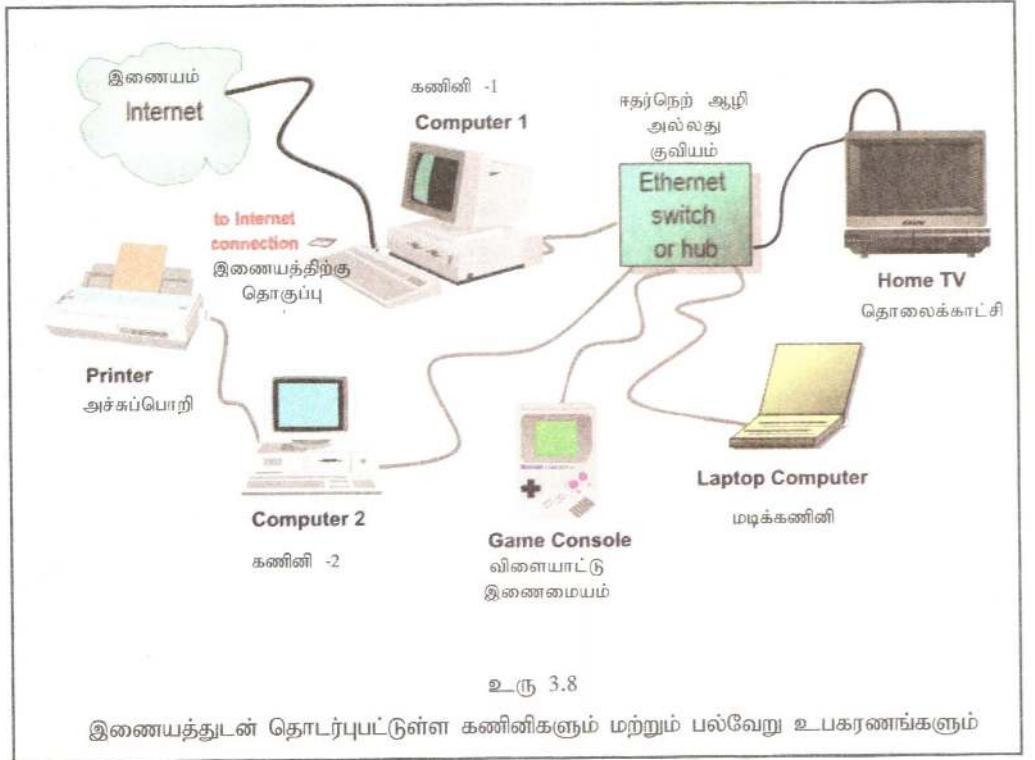 இணையம்
Internet
கணினி -1
Computer 1
ஈதர்நெற் ஆழி
அல்லது
குவியம்
Ethernet
switch
or hub
to Internet
connection
இணையத்திற்கு
தொகுப்பு
Home TV
தொலைக்காட்சி
Printer
அச்சுப்பொறி
Computer 2
கணினி -2
Game Console
விளையாட்டு
இணைமையம்
Laptop Computer
மடிக்கணினி
உரு 3.8
இணையத்துடன் தொடர்புபட்டுள்ள கணினிகளும் மற்றும் பல்வேறு உபகரணங்களும்